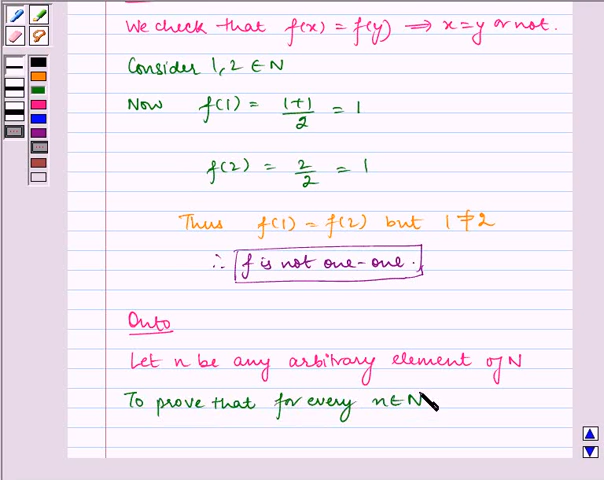 We check that f(x) = f(y) ⟹ x = y or not.
Consider 1, 2 ∈ N
Now f(1) = (1+1)/2 = 1
f(2) = 2/2 = 1
Thus f(1) = f(2) but 1 ≠ 2
∴ f is not one-one.
Onto
Let n be any arbitrary element of N
To prove that for every n ∈ N